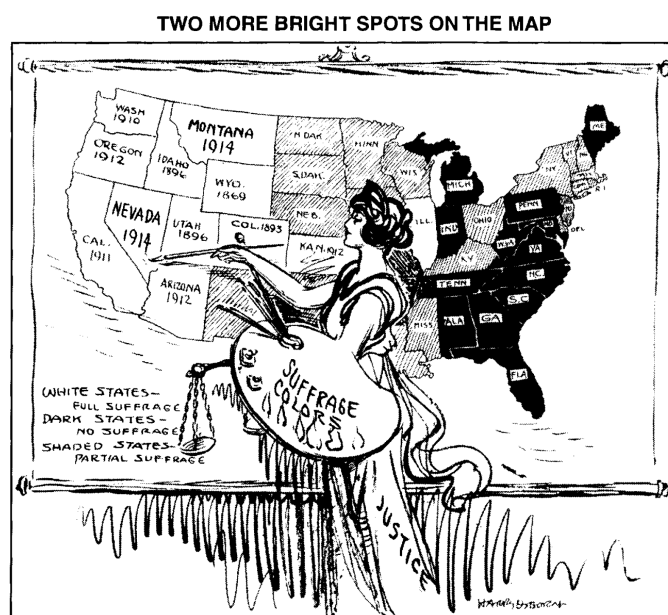 TWO MORE BRIGHT SPOTS ON THE MAP
WASH
1910
OREGON
1912
IDAHO
1896
MONTANA
1914
WYO.
1869
NEVADA
1914
UTAH
1896
COL. 1893
CAL.
1911
ARIZONA
1912
KAN. 1912
N DAK
S. DAK.
NEB.
MINN
WIS
ILL.
MICH
IND
OHIO
KY
TENN
MISS
ALA
GA
FLA
S.C
N.C.
VA
W.VA
PENN
N.Y.
ME
VT
R I
DEL
WHITE STATES—
FULL SUFFRAGE
DARK STATES—
NO SUFFRAGE
SHADED STATES—
PARTIAL SUFFRAGE
SUFFRAGE
COLORS
JUSTICE